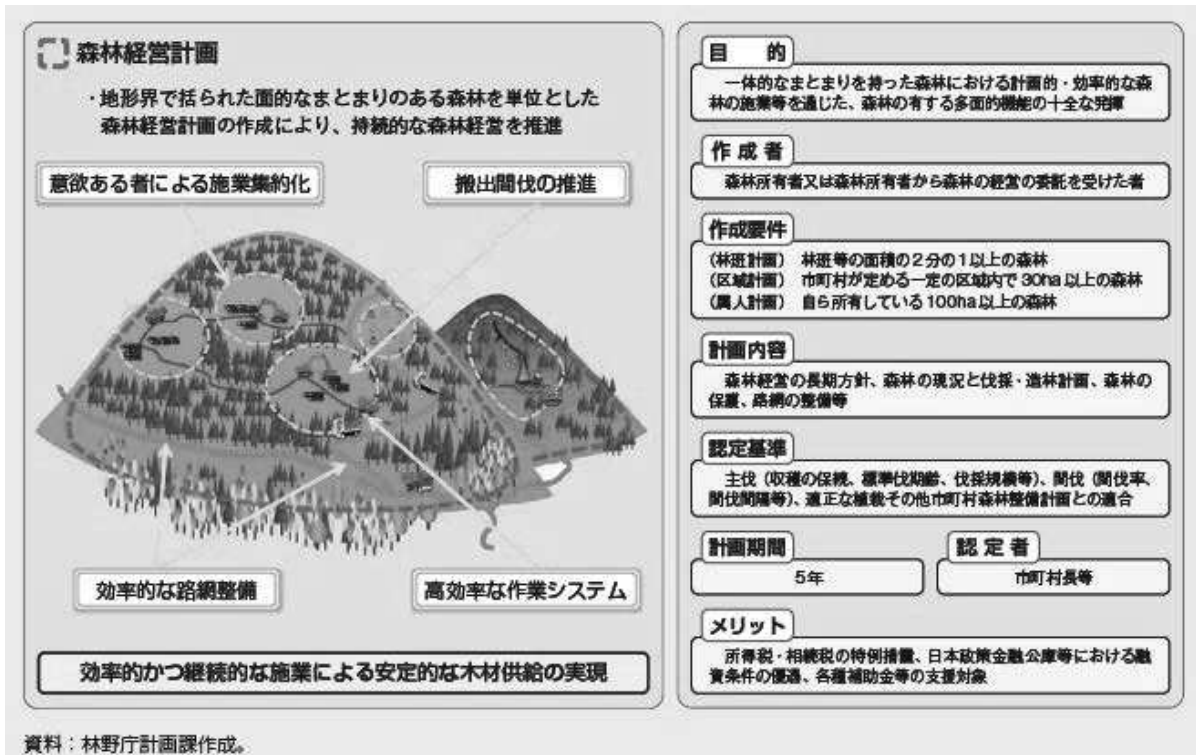 森林経営計画
・地形界で括られた面的なまとまりのある森林を単位とした
森林経営計画の作成により、持続的な森林経営を推進
意欲ある者による施業集約化
搬出間伐の推進
効率的な路網整備
高効率な作業システム
効率的かつ継続的な施業による安定的な木材供給の実現
目 的
一体的なまとまりを持った森林における計画的・効率的な森
林の施業等を通じた、森林の有する多面的機能の十全な発揮
作成者
森林所有者又は森林所有者から森林の経営の委託を受けた者
作成要件
(林班計画) 林班等の面積の2分の1以上の森林
(区域計画) 市町村が定める一定の区域内で30ha以上の森林
(属人計画) 自ら所有している100ha以上の森林
計画内容
森林経営の長期方針、森林の現況と伐採・造林計画、森林の
保護、路網の整備等
認定基準
主伐(収穫の保続、標準伐期齢、伐採規模等)、間伐(間伐率、
間伐間隔等)、適正な植栽その他市町村森林整備計画との適合
計画期間
5年
認定者
市町村長等
メリット
所得税・相続税の特例措置、日本政策金融公庫等における融
資条件の優遇、各種補助金等の支援対象
資料:林野庁計画課作成。